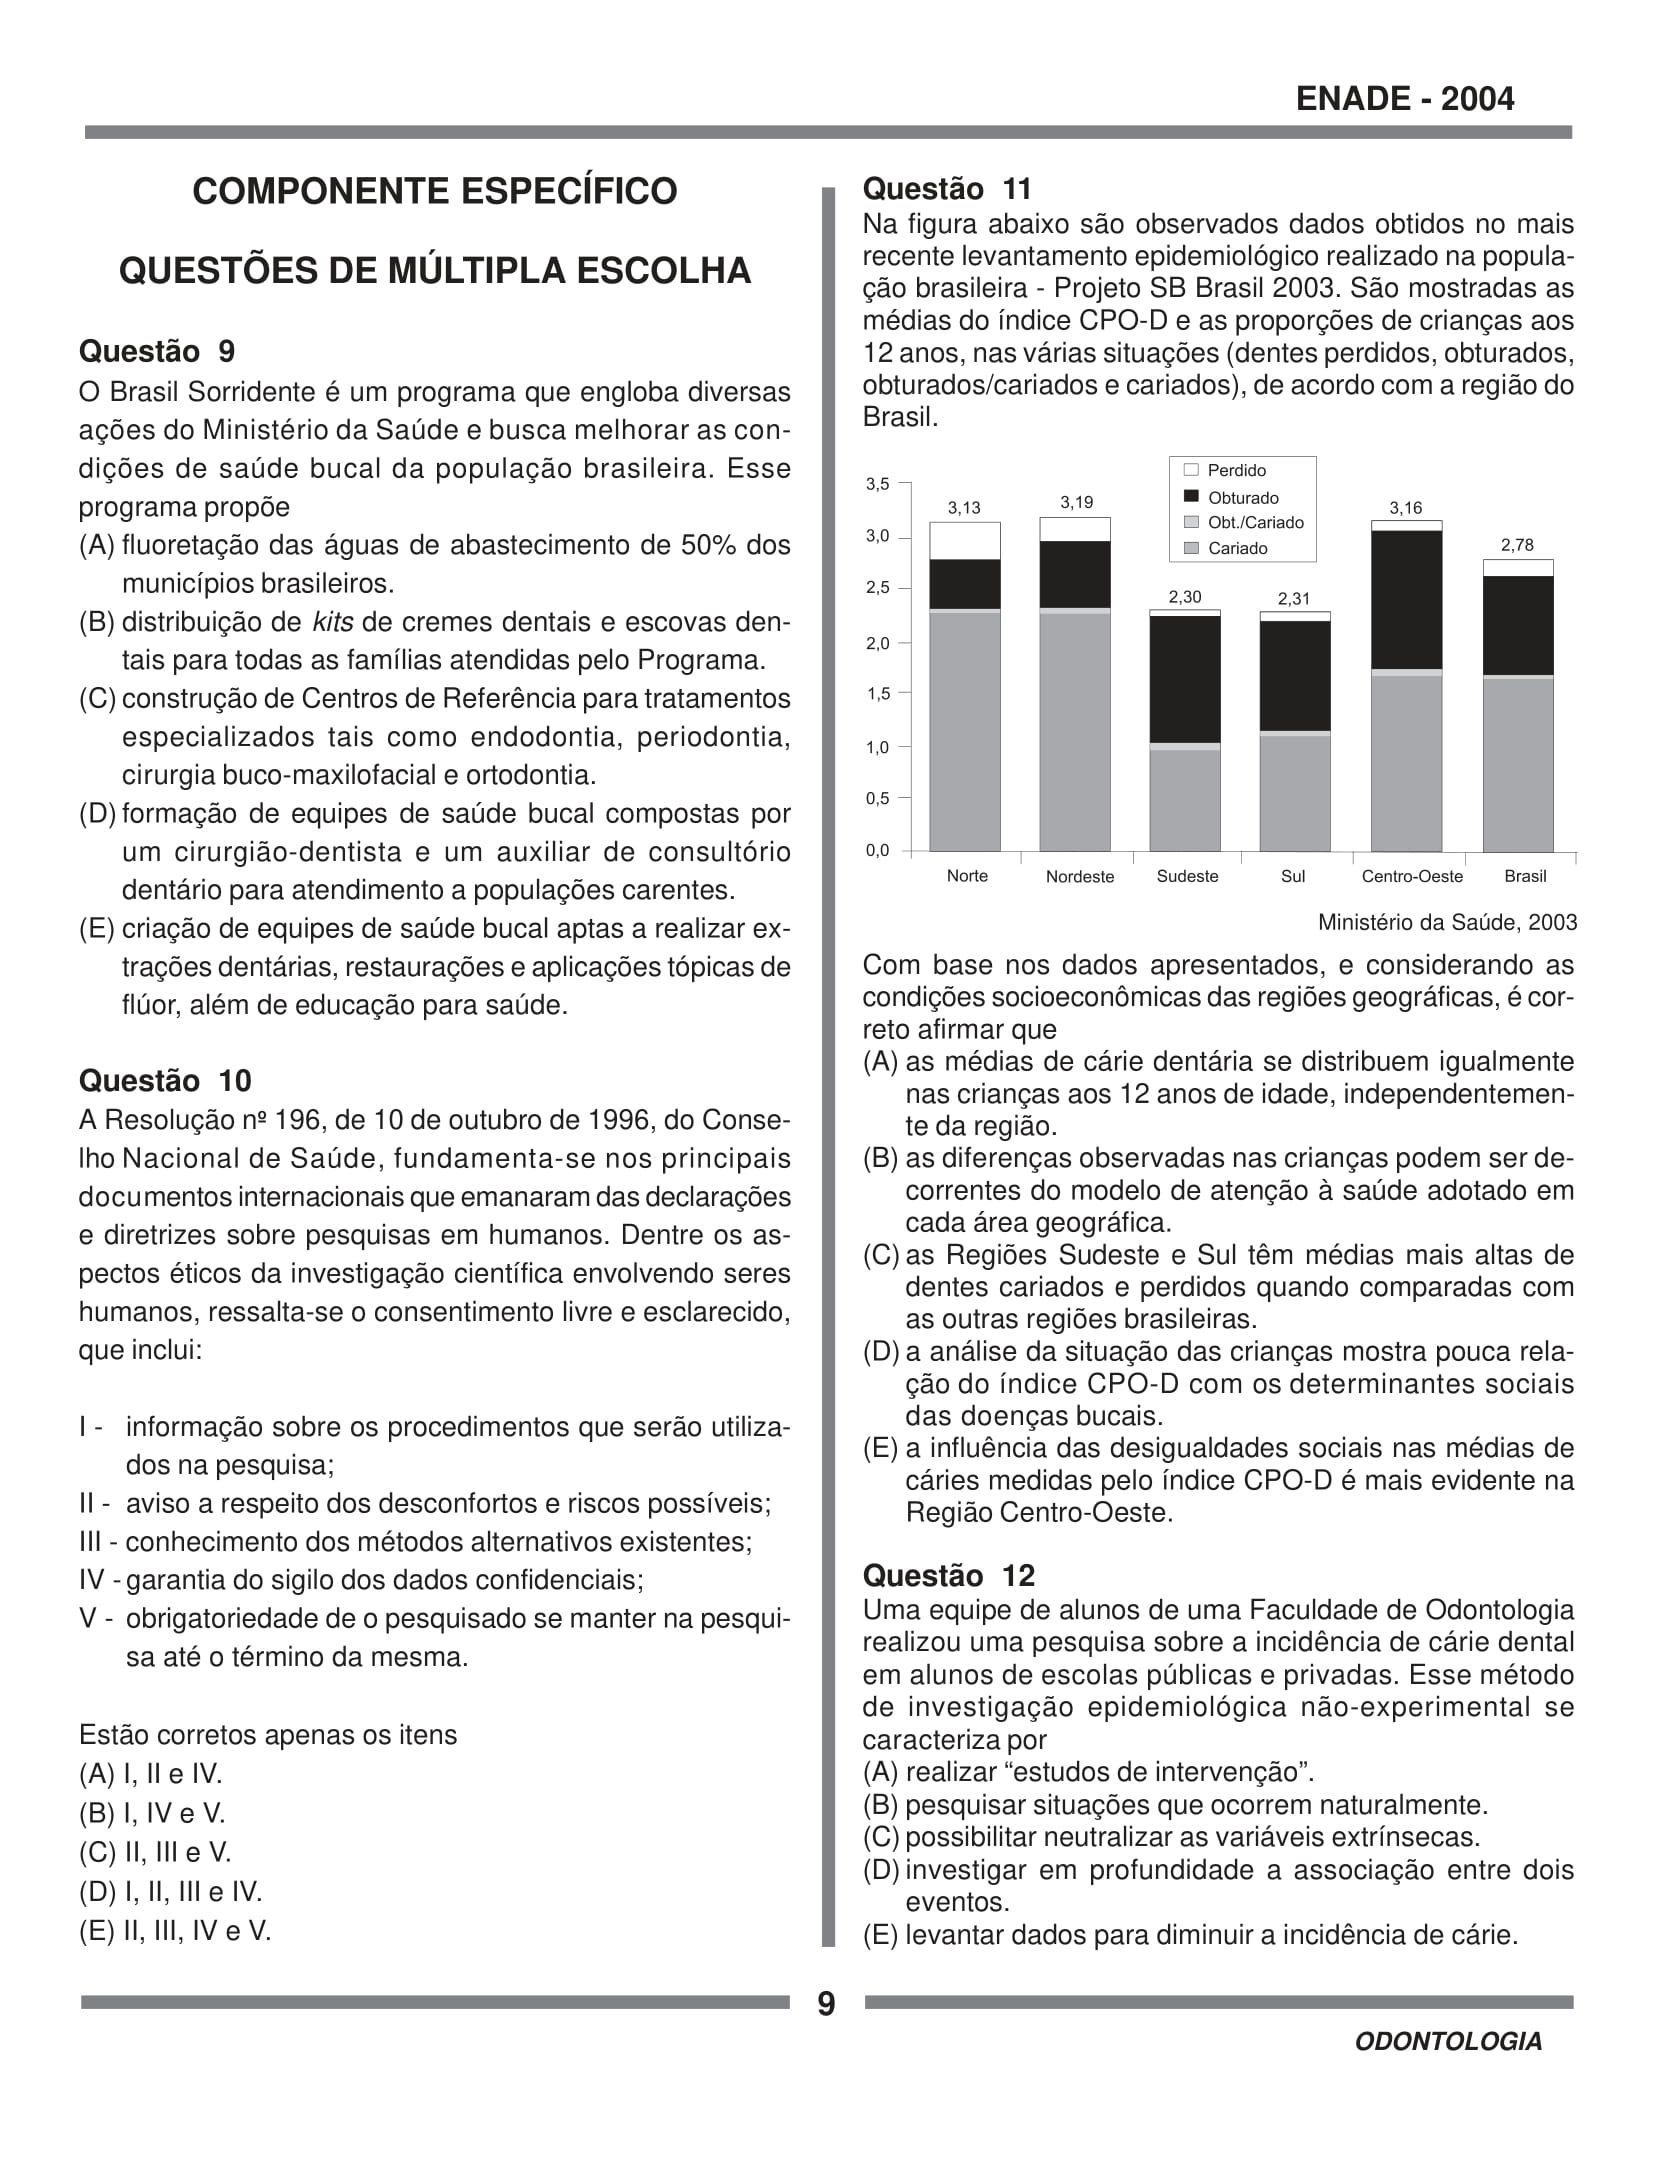 ENADE - 2004
COMPONENTE ESPECÍFICO
QUESTÕES DE MÚLTIPLA ESCOLHA
Questão 9
O Brasil Sorridente é um programa que engloba diversas
ações do Ministério da Saúde e busca melhorar as con-
dições de saúde bucal da população brasileira. Esse
programa propõe
(A) fluoretação das águas de abastecimento de 50% dos
municípios brasileiros.
(B) distribuição de kits de cremes dentais e escovas den-
tais para todas as famílias atendidas pelo Programa.
(C) construção de Centros de Referência para tratamentos
especializados tais como endodontia, periodontia,
cirurgia buco-maxilofacial e ortodontia.
(D) formação de equipes de saúde bucal compostas por
um cirurgião-dentista e um auxiliar de consultório
dentário para atendimento a populações carentes.
(E) criação de equipes de saúde bucal aptas a realizar ex-
trações dentárias, restaurações e aplicações tópicas de
flúor, além de educação para saúde.
Questão 10
A Resolução nº 196, de 10 de outubro de 1996, do Conse-
lho Nacional de Saúde, fundamenta-se nos principais
documentos internacionais que emanaram das declarações
e diretrizes sobre pesquisas em humanos. Dentre os as-
pectos éticos da investigação científica envolvendo seres
humanos, ressalta-se o consentimento livre e esclarecido,
que inclui:
I - informação sobre os procedimentos que serão utiliza-
dos na pesquisa;
II - aviso a respeito dos desconfortos e riscos possíveis;
III - conhecimento dos métodos alternativos existentes;
IV - garantia do sigilo dos dados confidenciais;
V - obrigatoriedade de o pesquisado se manter na pesqui-
sa até o término da mesma.
Estão corretos apenas os itens
(A) I, II e IV.
(B) I, IV e V.
(C) II, III e V.
(D) I, II, III e IV.
(E) II, III, IV e V.
Questão 11
Na figura abaixo são observados dados obtidos no mais
recente levantamento epidemiológico realizado na popula-
ção brasileira - Projeto SB Brasil 2003. São mostradas as
médias do índice CPO-D e as proporções de crianças aos
12 anos, nas várias situações (dentes perdidos, obturados,
obturados/cariados e cariados), de acordo com a região do
Brasil.
Perdido
Obturado
Obt./Cariado
Cariado
3,5
3,0
2,5
2,0
1,5
1,0
0,5
0,0
3,13
3,19
2,30
2,31
3,16
2,78
Norte
Nordeste
Sudeste
Sul
Centro-Oeste
Brasil
Ministério da Saúde, 2003
Com base nos dados apresentados, e considerando as
condições socioeconômicas das regiões geográficas, é cor-
reto afirmar que
(A) as médias de cárie dentária se distribuem igualmente
nas crianças aos 12 anos de idade, independentemen-
te da região.
(B) as diferenças observadas nas crianças podem ser de-
correntes do modelo de atenção à saúde adotado em
cada área geográfica.
(C) as Regiões Sudeste e Sul têm médias mais altas de
dentes cariados e perdidos quando comparadas com
as outras regiões brasileiras.
(D) a análise da situação das crianças mostra pouca rela-
ção do índice CPO-D com os determinantes sociais
das doenças bucais.
(E) a influência das desigualdades sociais nas médias de
cáries medidas pelo índice CPO-D é mais evidente na
Região Centro-Oeste.
Questão 12
Uma equipe de alunos de uma Faculdade de Odontologia
realizou uma pesquisa sobre a incidência de cárie dental
em alunos de escolas públicas e privadas. Esse método
de investigação epidemiológica não-experimental se
caracteriza por
(A) realizar “estudos de intervenção”.
(B) pesquisar situações que ocorrem naturalmente.
(C) possibilitar neutralizar as variáveis extrínsecas.
(D) investigar em profundidade a associação entre dois
eventos.
(E) levantar dados para diminuir a incidência de cárie.
9
ODONTOLOGIA